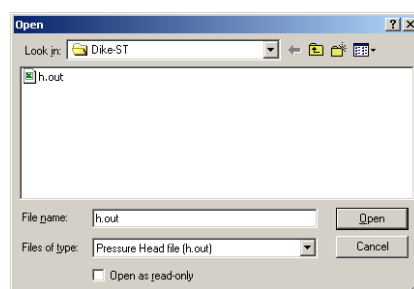 Open
Look in: Dike-ST
h.out
File name: h.out Open
Files of type: Pressure Head file (h.out) Cancel
Open as read-only